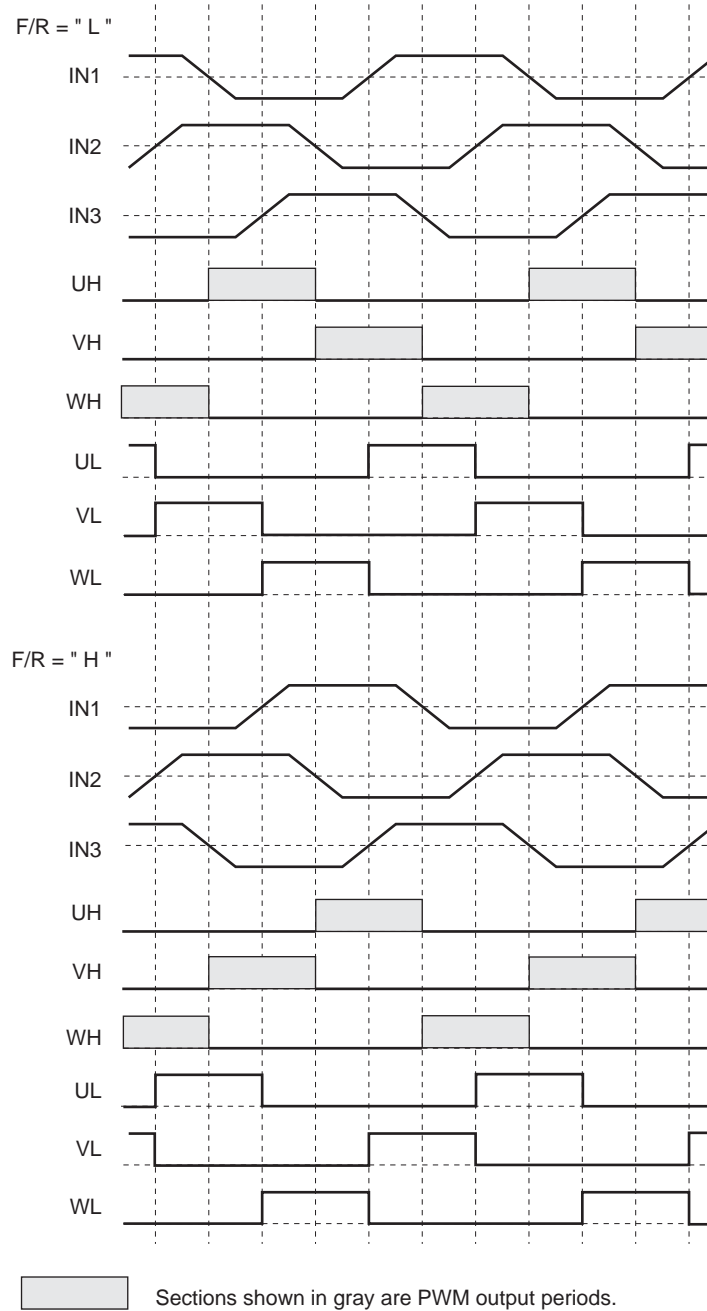 F/R = " L "
IN1
IN2
IN3
UH
VH
WH
UL
VL
WL
F/R = " H "
IN1
IN2
IN3
UH
VH
WH
UL
VL
WL
Sections shown in gray are PWM output periods.